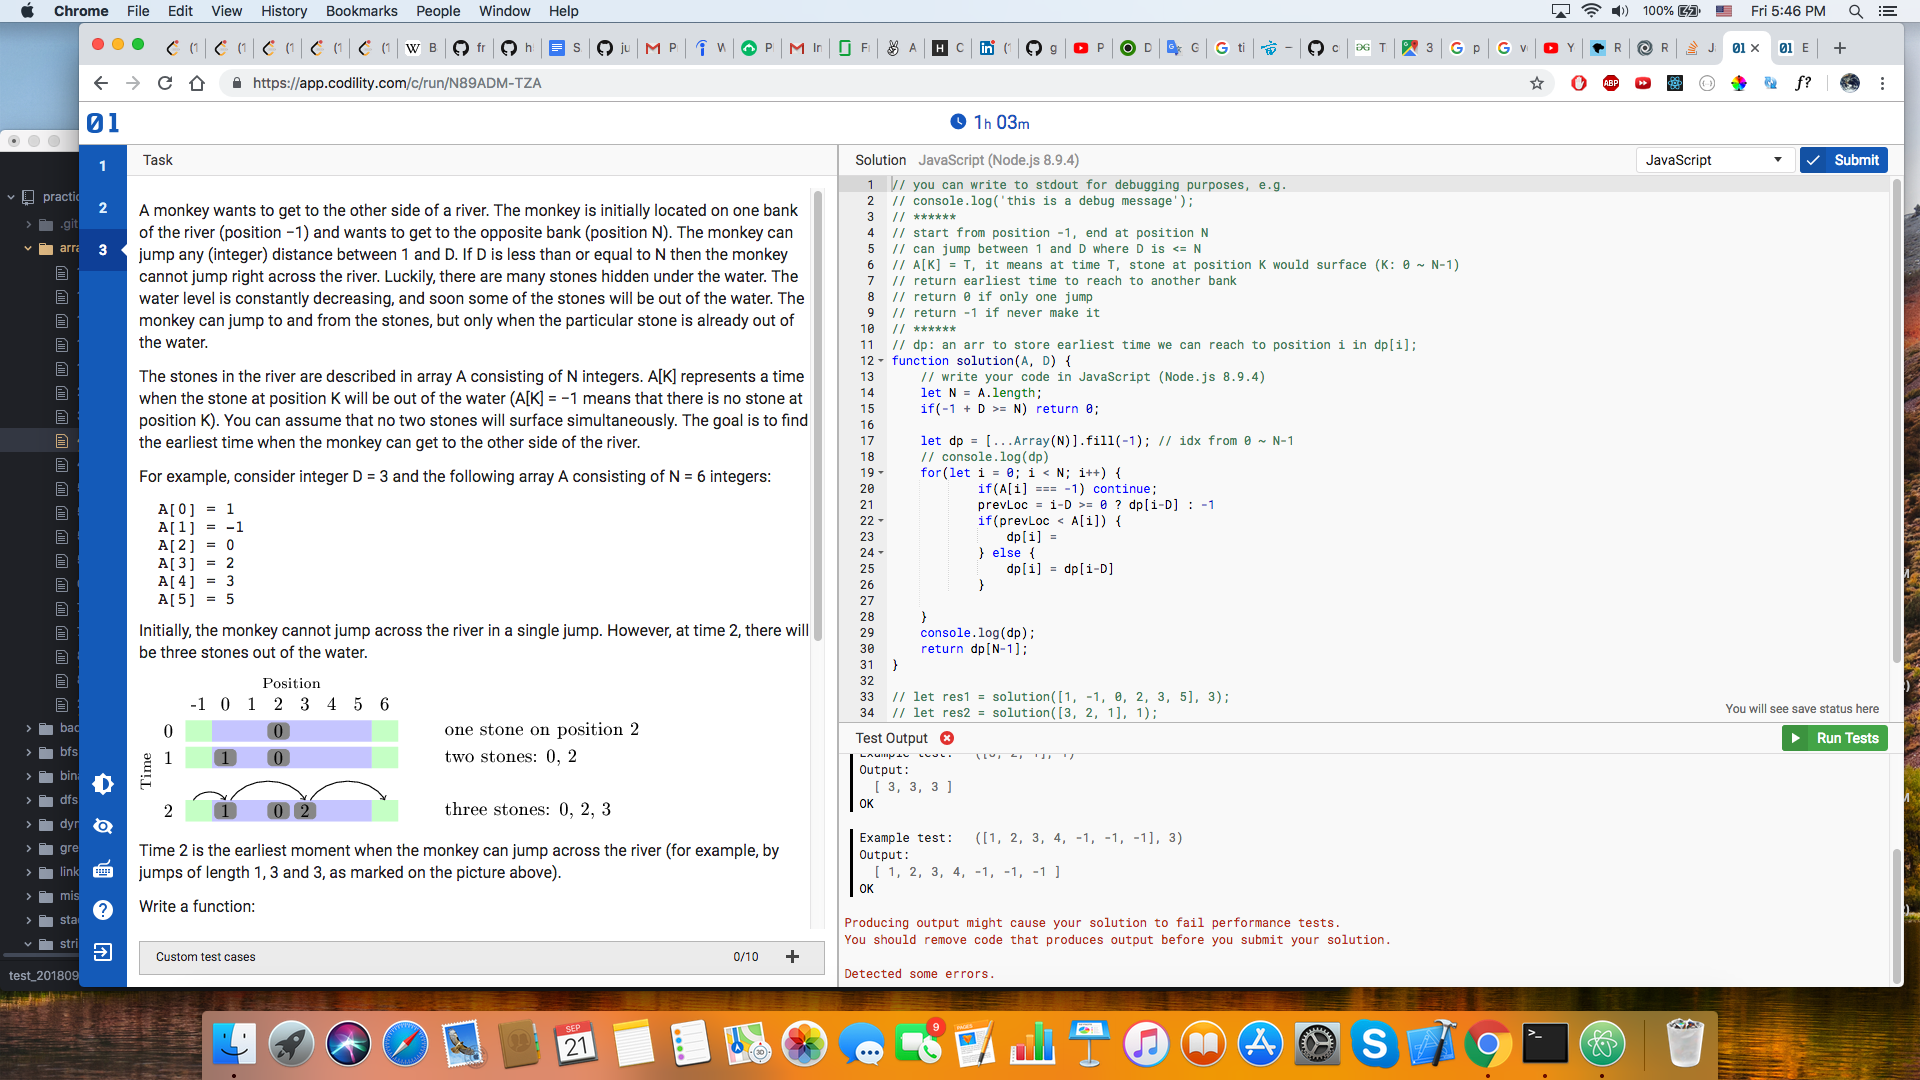 Chrome File Edit View History Bookmarks People Window Help 100% Fri 5:46 PM
https://app.codility.com/c/run/N89ADM-TZA
01
1h 03m
Task
Solution JavaScript (Node.js 8.9.4) JavaScript Submit
1
2
3
A monkey wants to get to the other side of a river. The monkey is initially located on one bank
of the river (position −1) and wants to get to the opposite bank (position N). The monkey can
jump any (integer) distance between 1 and D. If D is less than or equal to N then the monkey
cannot jump right across the river. Luckily, there are many stones hidden under the water. The
water level is constantly decreasing, and soon some of the stones will be out of the water. The
monkey can jump to and from the stones, but only when the particular stone is already out of
the water.
The stones in the river are described in array A consisting of N integers. A[K] represents a time
when the stone at position K will be out of the water (A[K] = −1 means that there is no stone at
position K). You can assume that no two stones will surface simultaneously. The goal is to find
the earliest time when the monkey can get to the other side of the river.
For example, consider integer D = 3 and the following array A consisting of N = 6 integers:
A[0] = 1
A[1] = −1
A[2] = 0
A[3] = 2
A[4] = 3
A[5] = 5
Initially, the monkey cannot jump across the river in a single jump. However, at time 2, there will
be three stones out of the water.
Position
-1 0 1 2 3 4 5 6
Time
0 0 one stone on position 2
1 1 0 two stones: 0, 2
2 1 0 2 three stones: 0, 2, 3
Time 2 is the earliest moment when the monkey can jump across the river (for example, by
jumps of length 1, 3 and 3, as marked on the picture above).
Write a function:
Custom test cases 0/10 +
1 // you can write to stdout for debugging purposes, e.g.
2 // console.log('this is a debug message');
3 // ******
4 // start from position -1, end at position N
5 // can jump between 1 and D where D is <= N
6 // A[K] = T, it means at time T, stone at position K would surface (K: 0 ~ N-1)
7 // return earliest time to reach to another bank
8 // return 0 if only one jump
9 // return -1 if never make it
10 // ******
11 // dp: an arr to store earliest time we can reach to position i in dp[i];
12 function solution(A, D) {
13 // write your code in JavaScript (Node.js 8.9.4)
14 let N = A.length;
15 if(-1 + D >= N) return 0;
16
17 let dp = [...Array(N)].fill(-1); // idx from 0 ~ N-1
18 // console.log(dp)
19 for(let i = 0; i < N; i++) {
20 if(A[i] === -1) continue;
21 prevLoc = i-D >= 0 ? dp[i-D] : -1
22 if(prevLoc < A[i]) {
23 dp[i] =
24 } else {
25 dp[i] = dp[i-D]
26 }
27
28 }
29 console.log(dp);
30 return dp[N-1];
31 }
32
33 // let res1 = solution([1, -1, 0, 2, 3, 5], 3);
34 // let res2 = solution([3, 2, 1], 1);
You will see save status here
Test Output Run Tests
Example test: ([3, 2, 1], 1)
Output:
[ 3, 3, 3 ]
OK
Example test: ([1, 2, 3, 4, -1, -1, -1], 3)
Output:
[ 1, 2, 3, 4, -1, -1, -1 ]
OK
Producing output might cause your solution to fail performance tests.
You should remove code that produces output before you submit your solution.
Detected some errors.
practic
.git
arra
bac
bfs
bina
dfs
dyn
gre
link
mis
sta
stri
test_201809
SEP
21
9